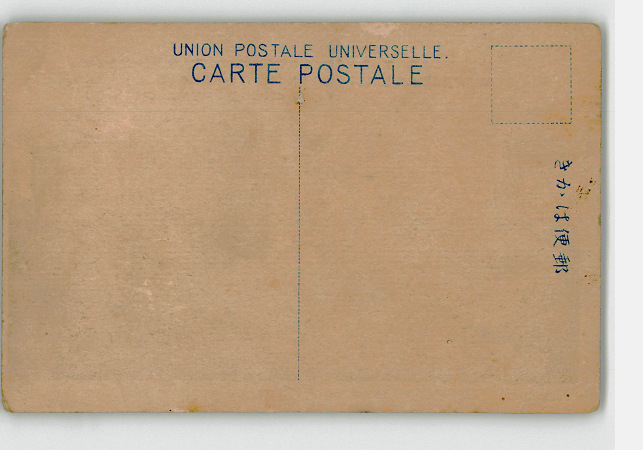 UNION POSTALE UNIVERSELLE.
CARTE POSTALE
郵便はかき